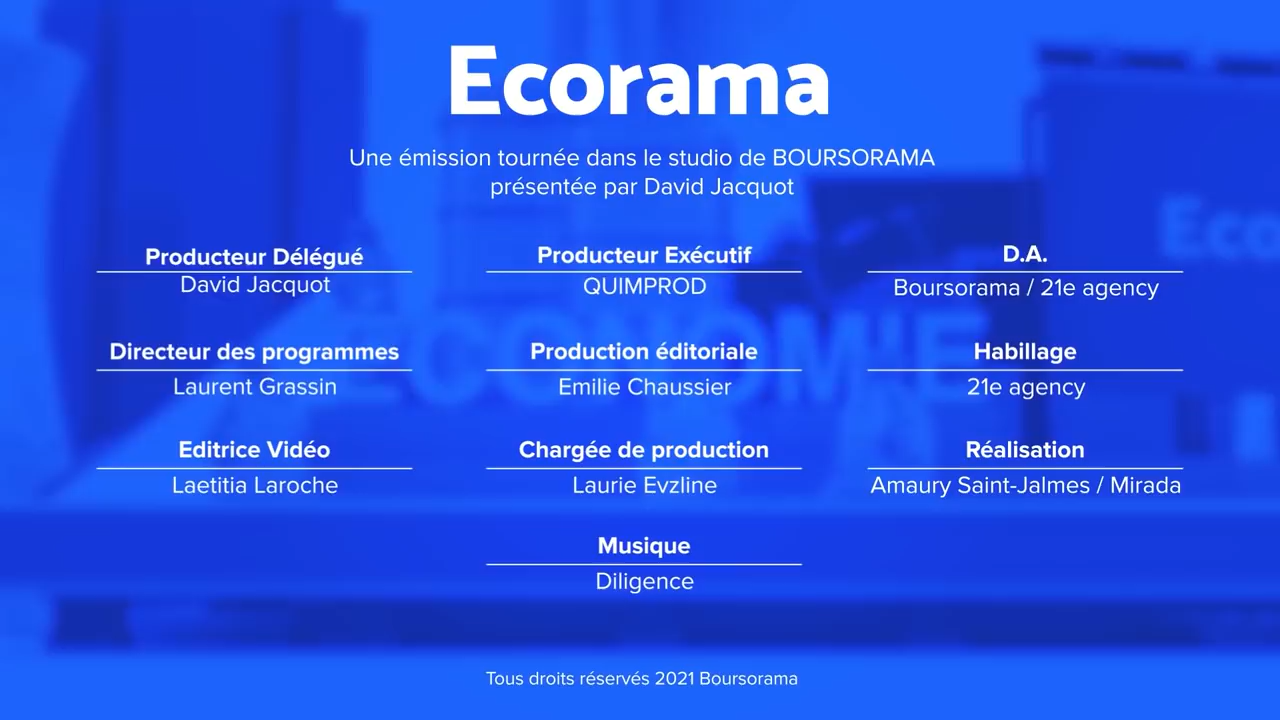 Ecorama
Une émission tournée dans le studio de BOURSORAMA
présentée par David Jacquot
Producteur Délégué
David Jacquot
Producteur Exécutif
QUIMPROD
D.A.
Boursorama / 21e agency
Directeur des programmes
Laurent Grassin
Production éditoriale
Emilie Chaussier
Habillage
21e agency
Editrice Vidéo
Laetitia Laroche
Chargée de production
Laurie Evzline
Réalisation
Amaury Saint-Jalmes / Mirada
Musique
Diligence
Tous droits réservés 2021 Boursorama
ECONOMIE
Eco